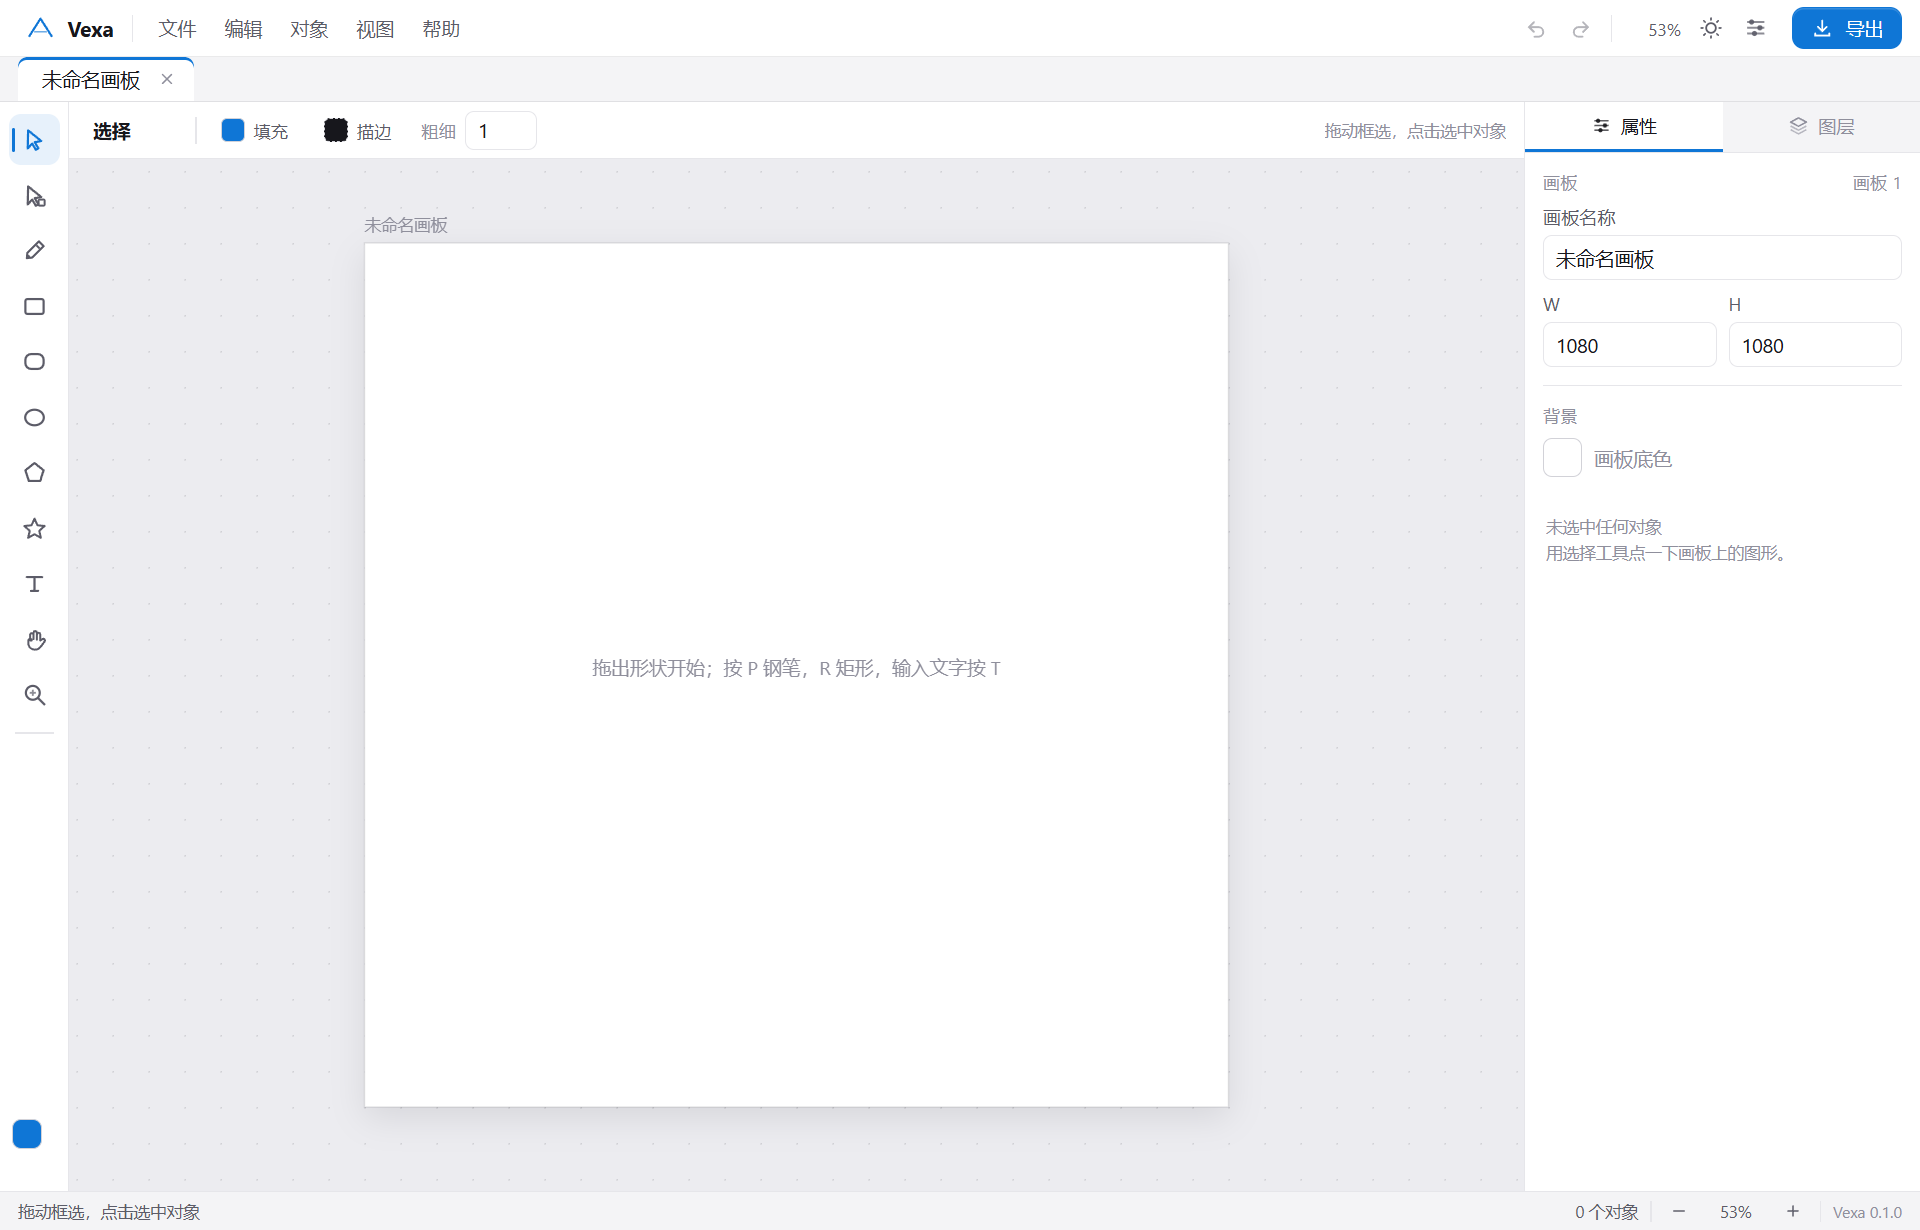 Vexa 文件 编辑 对象 视图 帮助 53% 导出
未命名画板
选择 填充 描边 粗细 1 拖动框选，点击选中对象
属性 图层
画板 画板 1
画板名称
未命名画板
W H
1080 1080
背景
画板底色
未选中任何对象
用选择工具点一下画板上的图形。
未命名画板
拖出形状开始；按 P 钢笔，R 矩形，输入文字按 T
拖动框选，点击选中对象 0 个对象 53% Vexa 0.1.0